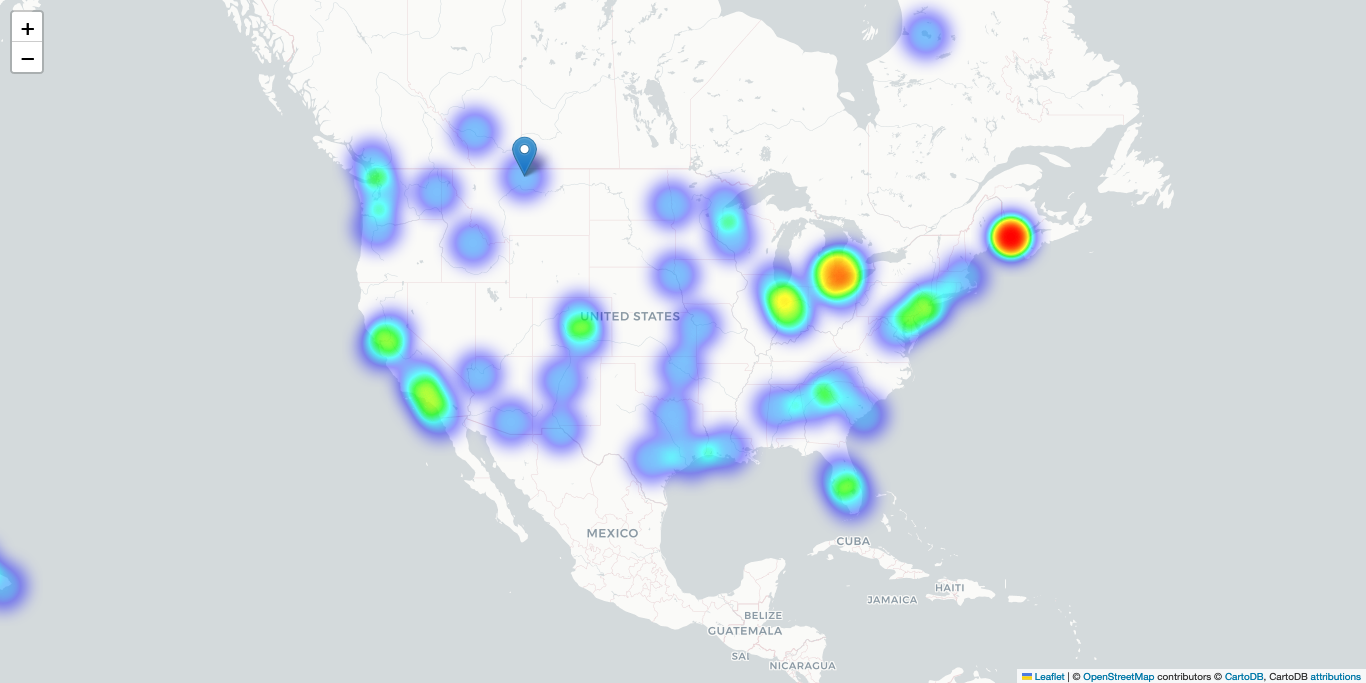 +
−
UNITED STATES
MEXICO
CUBA
HAITI
JAMAICA
BELIZE
GUATEMALA
SAL
NICARAGUA
Leaflet | © OpenStreetMap contributors © CartoDB, CartoDB attributions